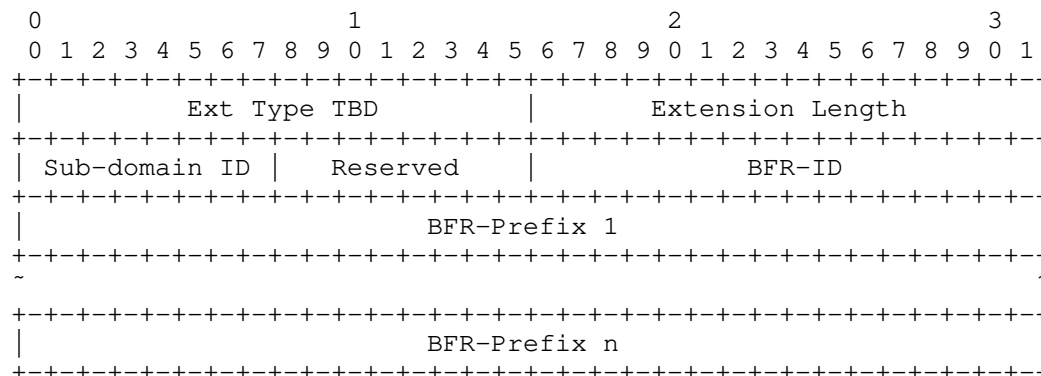 0                   1                   2                   3
 0 1 2 3 4 5 6 7 8 9 0 1 2 3 4 5 6 7 8 9 0 1 2 3 4 5 6 7 8 9 0 1
+-+-+-+-+-+-+-+-+-+-+-+-+-+-+-+-+-+-+-+-+-+-+-+-+-+-+-+-+-+-+-+-
|          Ext Type TBD         |       Extension Length
+-+-+-+-+-+-+-+-+-+-+-+-+-+-+-+-+-+-+-+-+-+-+-+-+-+-+-+-+-+-+-+-
| Sub-domain ID |   Reserved    |             BFR-ID
+-+-+-+-+-+-+-+-+-+-+-+-+-+-+-+-+-+-+-+-+-+-+-+-+-+-+-+-+-+-+-+-
|                         BFR-Prefix 1
+-+-+-+-+-+-+-+-+-+-+-+-+-+-+-+-+-+-+-+-+-+-+-+-+-+-+-+-+-+-+-+-
~                                                               ~
+-+-+-+-+-+-+-+-+-+-+-+-+-+-+-+-+-+-+-+-+-+-+-+-+-+-+-+-+-+-+-+-
|                         BFR-Prefix n
+-+-+-+-+-+-+-+-+-+-+-+-+-+-+-+-+-+-+-+-+-+-+-+-+-+-+-+-+-+-+-+-